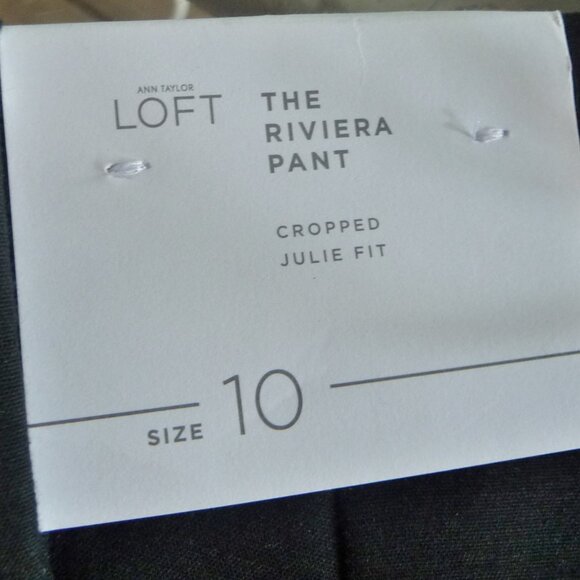 ANN TAYLOR
LOFT
THE
RIVIERA
PANT
CROPPED
JULIE FIT
SIZE 10